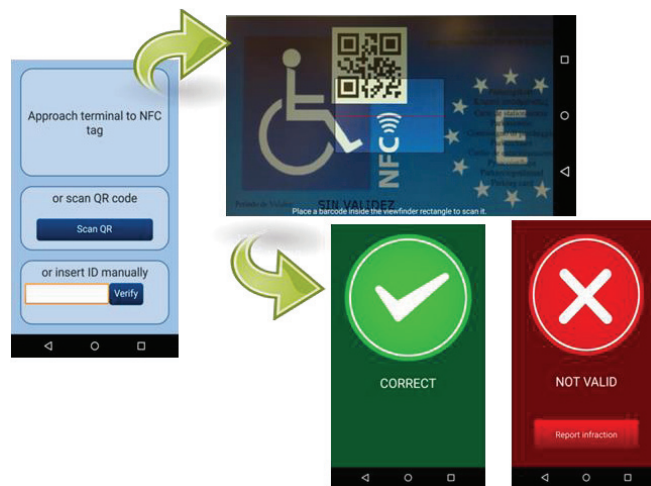 Approach terminal to NFC
tag
or scan QR code
Scan QR
or insert ID manually
Verify
NFC
E
SIN VALIDEZ
Place a barcode inside the viewfinder rectangle to scan it.
CORRECT
NOT VALID
Report infraction